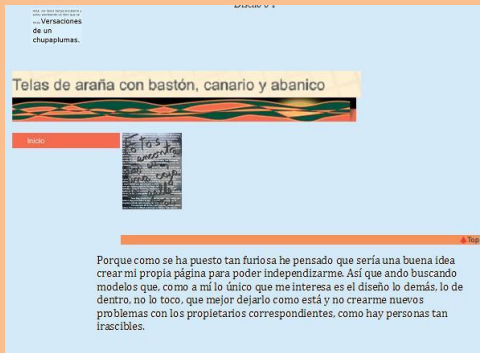 Versaciones
de un
chupaplumas.
Telas de araña con bastón, canario y abanico
Inicio
Fotos
encontra
una caja
Top
Porque como se ha puesto tan furiosa he pensado que sería una buena idea
crear mi propia página para poder independizarme. Así que ando buscando
modelos que, como a mí lo único que me interesa es el diseño lo demás, lo de
dentro, no lo toco, que mejor dejarlo como está y no crearme nuevos
problemas con los propietarios correspondientes, como hay personas tan
irascibles.